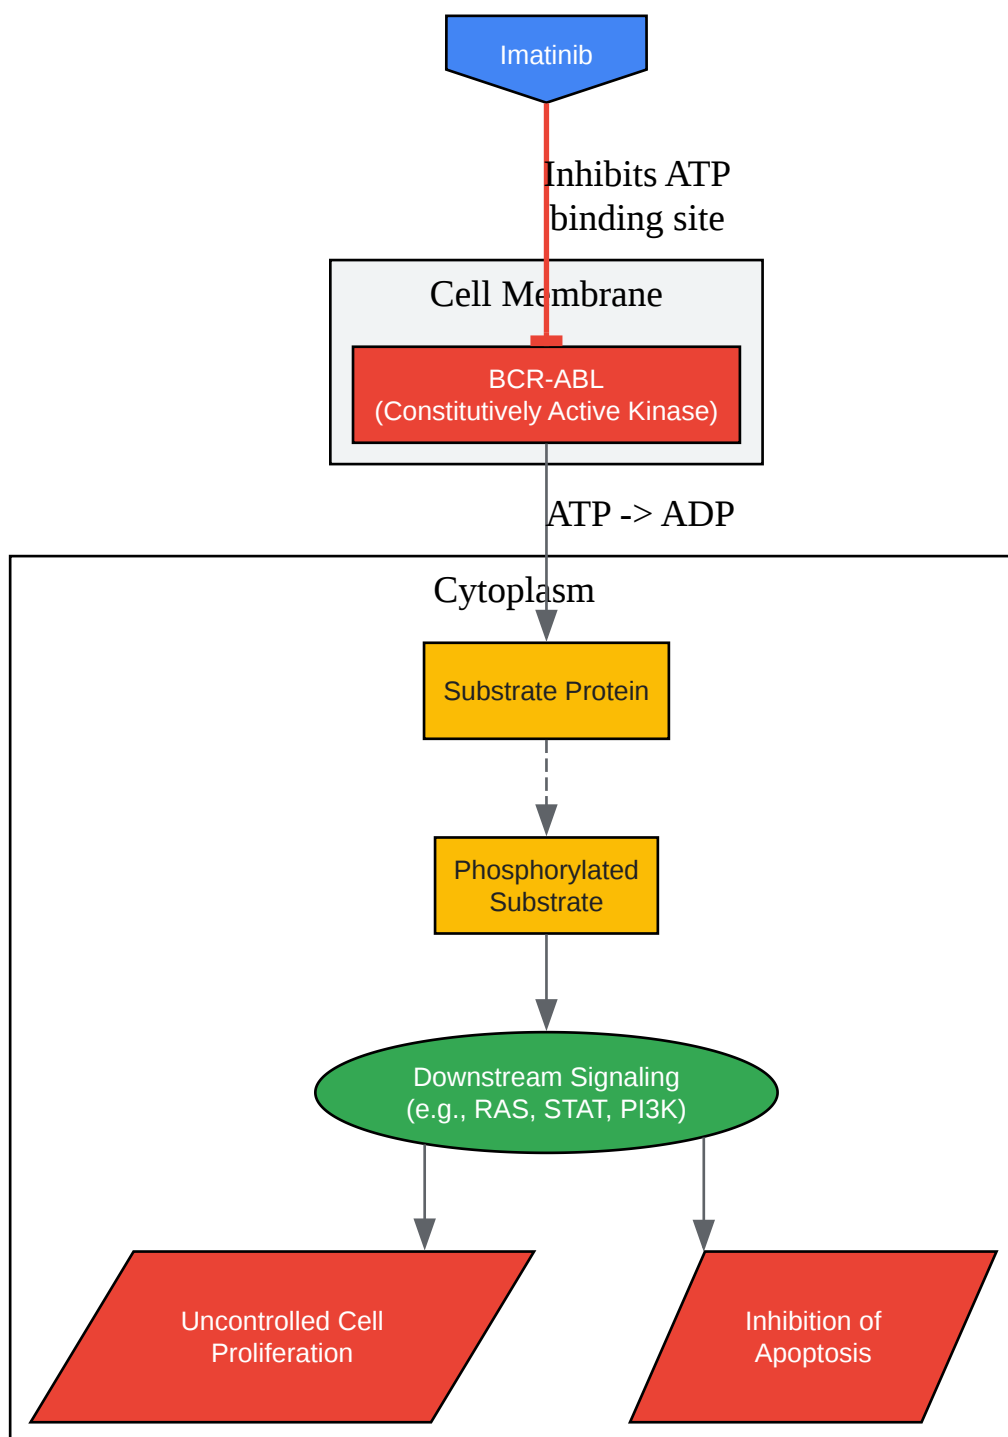 Imatinib
Inhibits ATP
binding site
Cell Membrane
BCR-ABL
(Constitutively Active Kinase)
ATP -> ADP
Cytoplasm
Substrate Protein
Phosphorylated
Substrate
Downstream Signaling
(e.g., RAS, STAT, PI3K)
Uncontrolled Cell
Proliferation
Inhibition of
Apoptosis